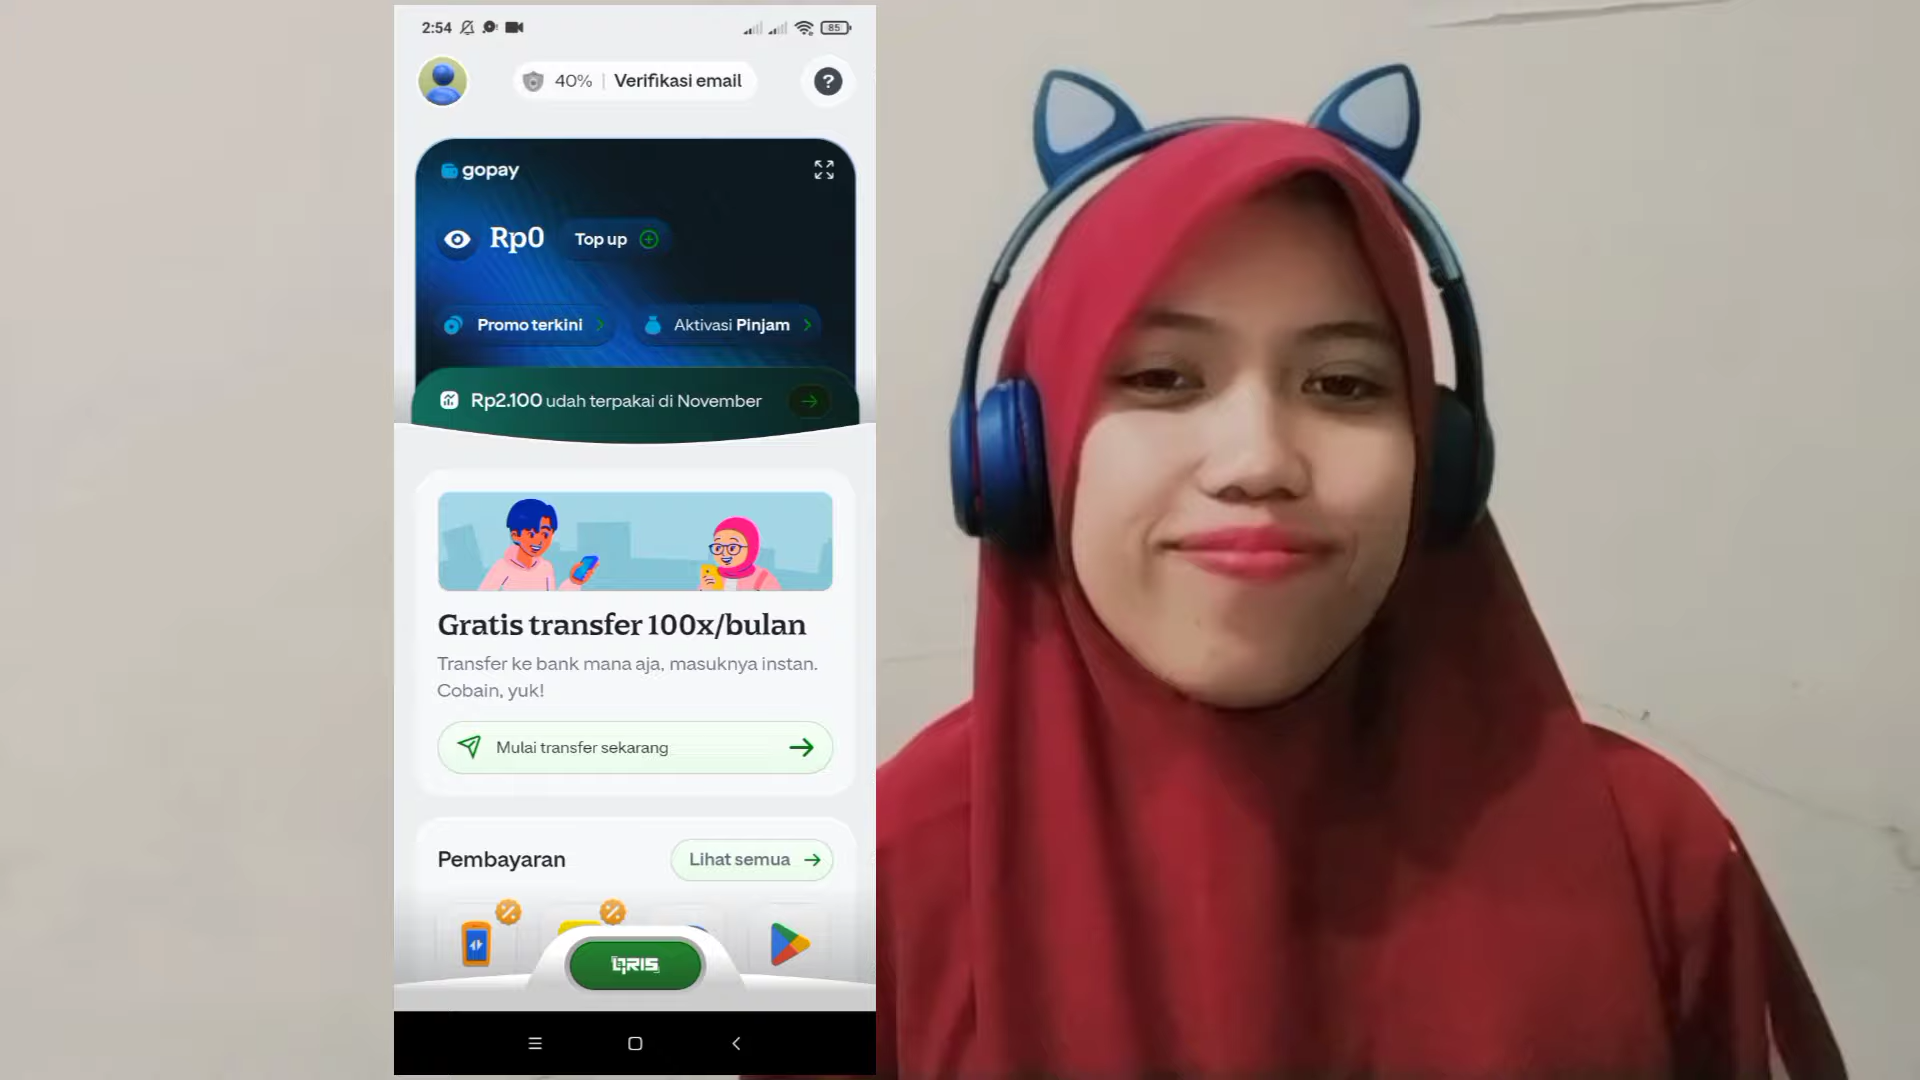 2:54
85
40% | Verifikasi email
?
gopay
Rp0
Top up
Promo terkini
Aktivasi Pinjam
Rp2.100 udah terpakai di November
Gratis transfer 100x/bulan
Transfer ke bank mana aja, masuknya instan.
Cobain, yuk!
Mulai transfer sekarang
Pembayaran
Lihat semua
QRIS